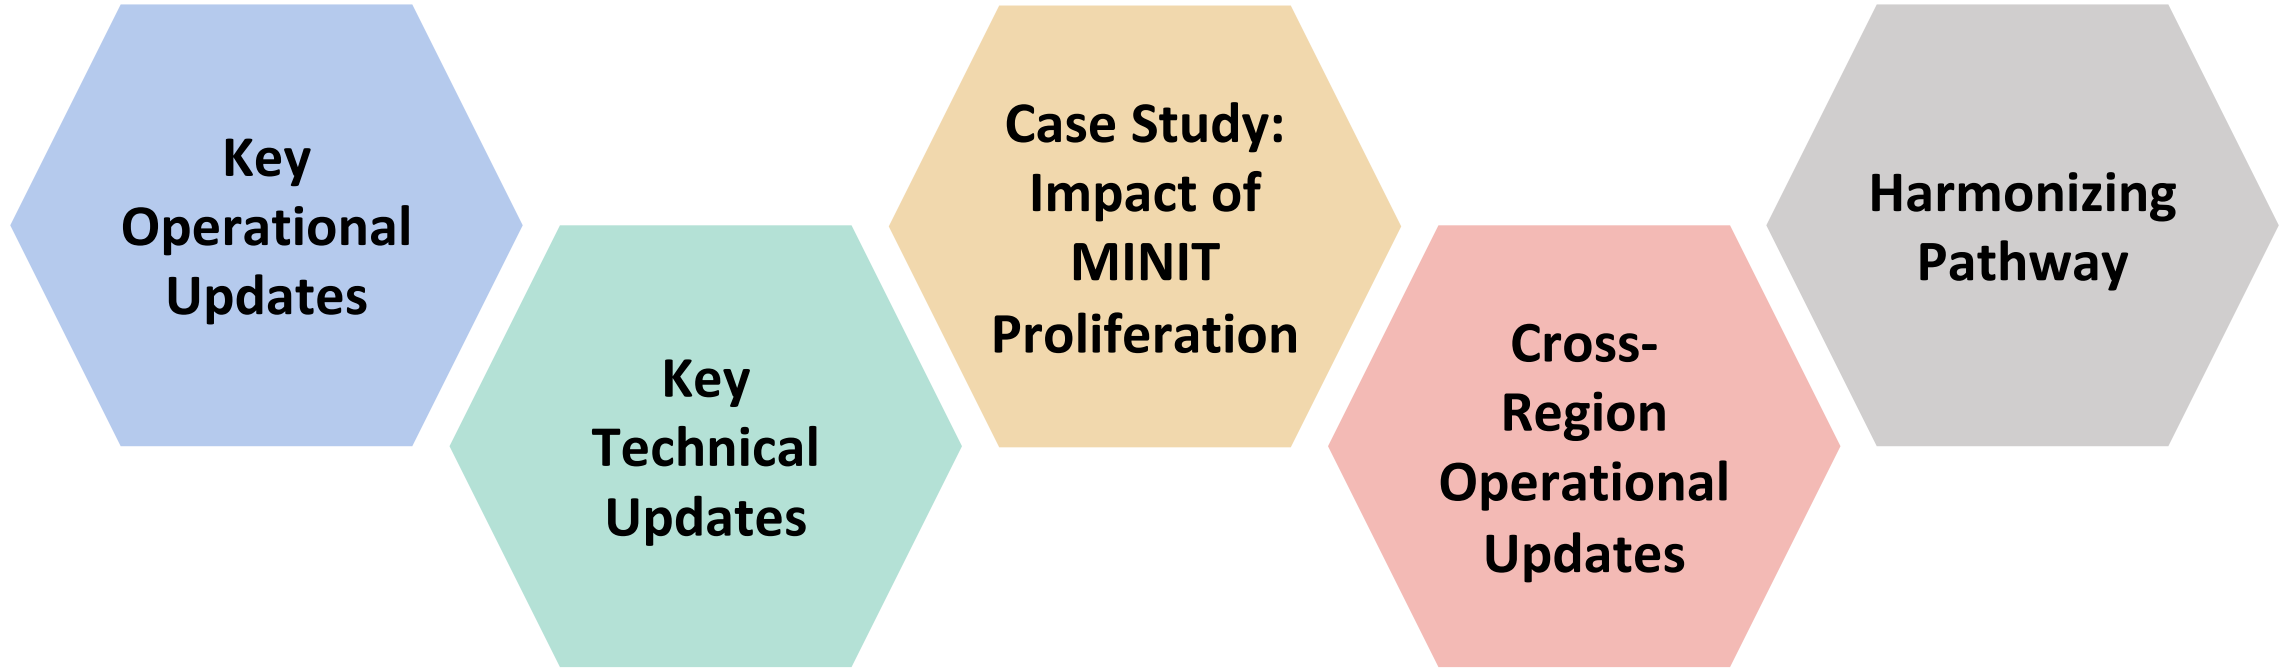 Key
Operational
Updates
Key
Technical
Updates
Case Study:
Impact of
MINIT
Proliferation
Cross-
Region
Operational
Updates
Harmonizing
Pathway